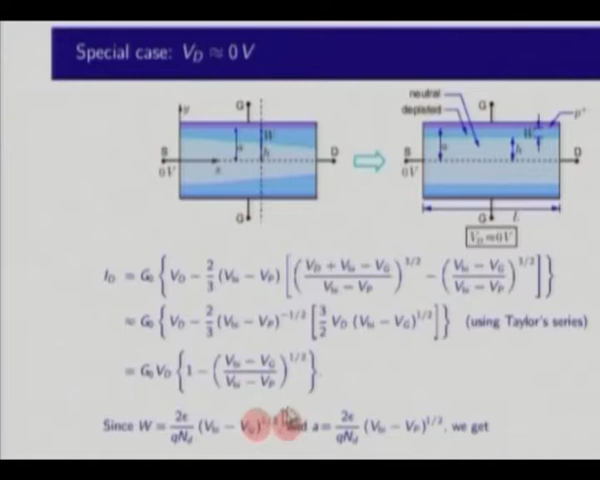 Special case: V_D ≈ 0 V
y G W a h S D 0 V x G
neutral depleted G W p+ a h S D 0 V G L
V_D ≈ 0 V
I_D = G_0 { V_D − 2/3 (V_bi − V_P) [ ( (V_D + V_bi − V_G) / (V_bi − V_P) )^{3/2} − ( (V_bi − V_G) / (V_bi − V_P) )^{3/2} ] }
≈ G_0 { V_D − 2/3 (V_bi − V_P)^{−1/2} [ 3/2 V_D (V_bi − V_G)^{1/2} ] } (using Taylor's series)
= G_0 V_D { 1 − ( (V_bi − V_G) / (V_bi − V_P) )^{1/2} }.
Since W = 2ϵ/qN_d (V_bi − V_G)^{1/2}, and a = 2ϵ/qN_d (V_bi − V_P)^{1/2}, we get